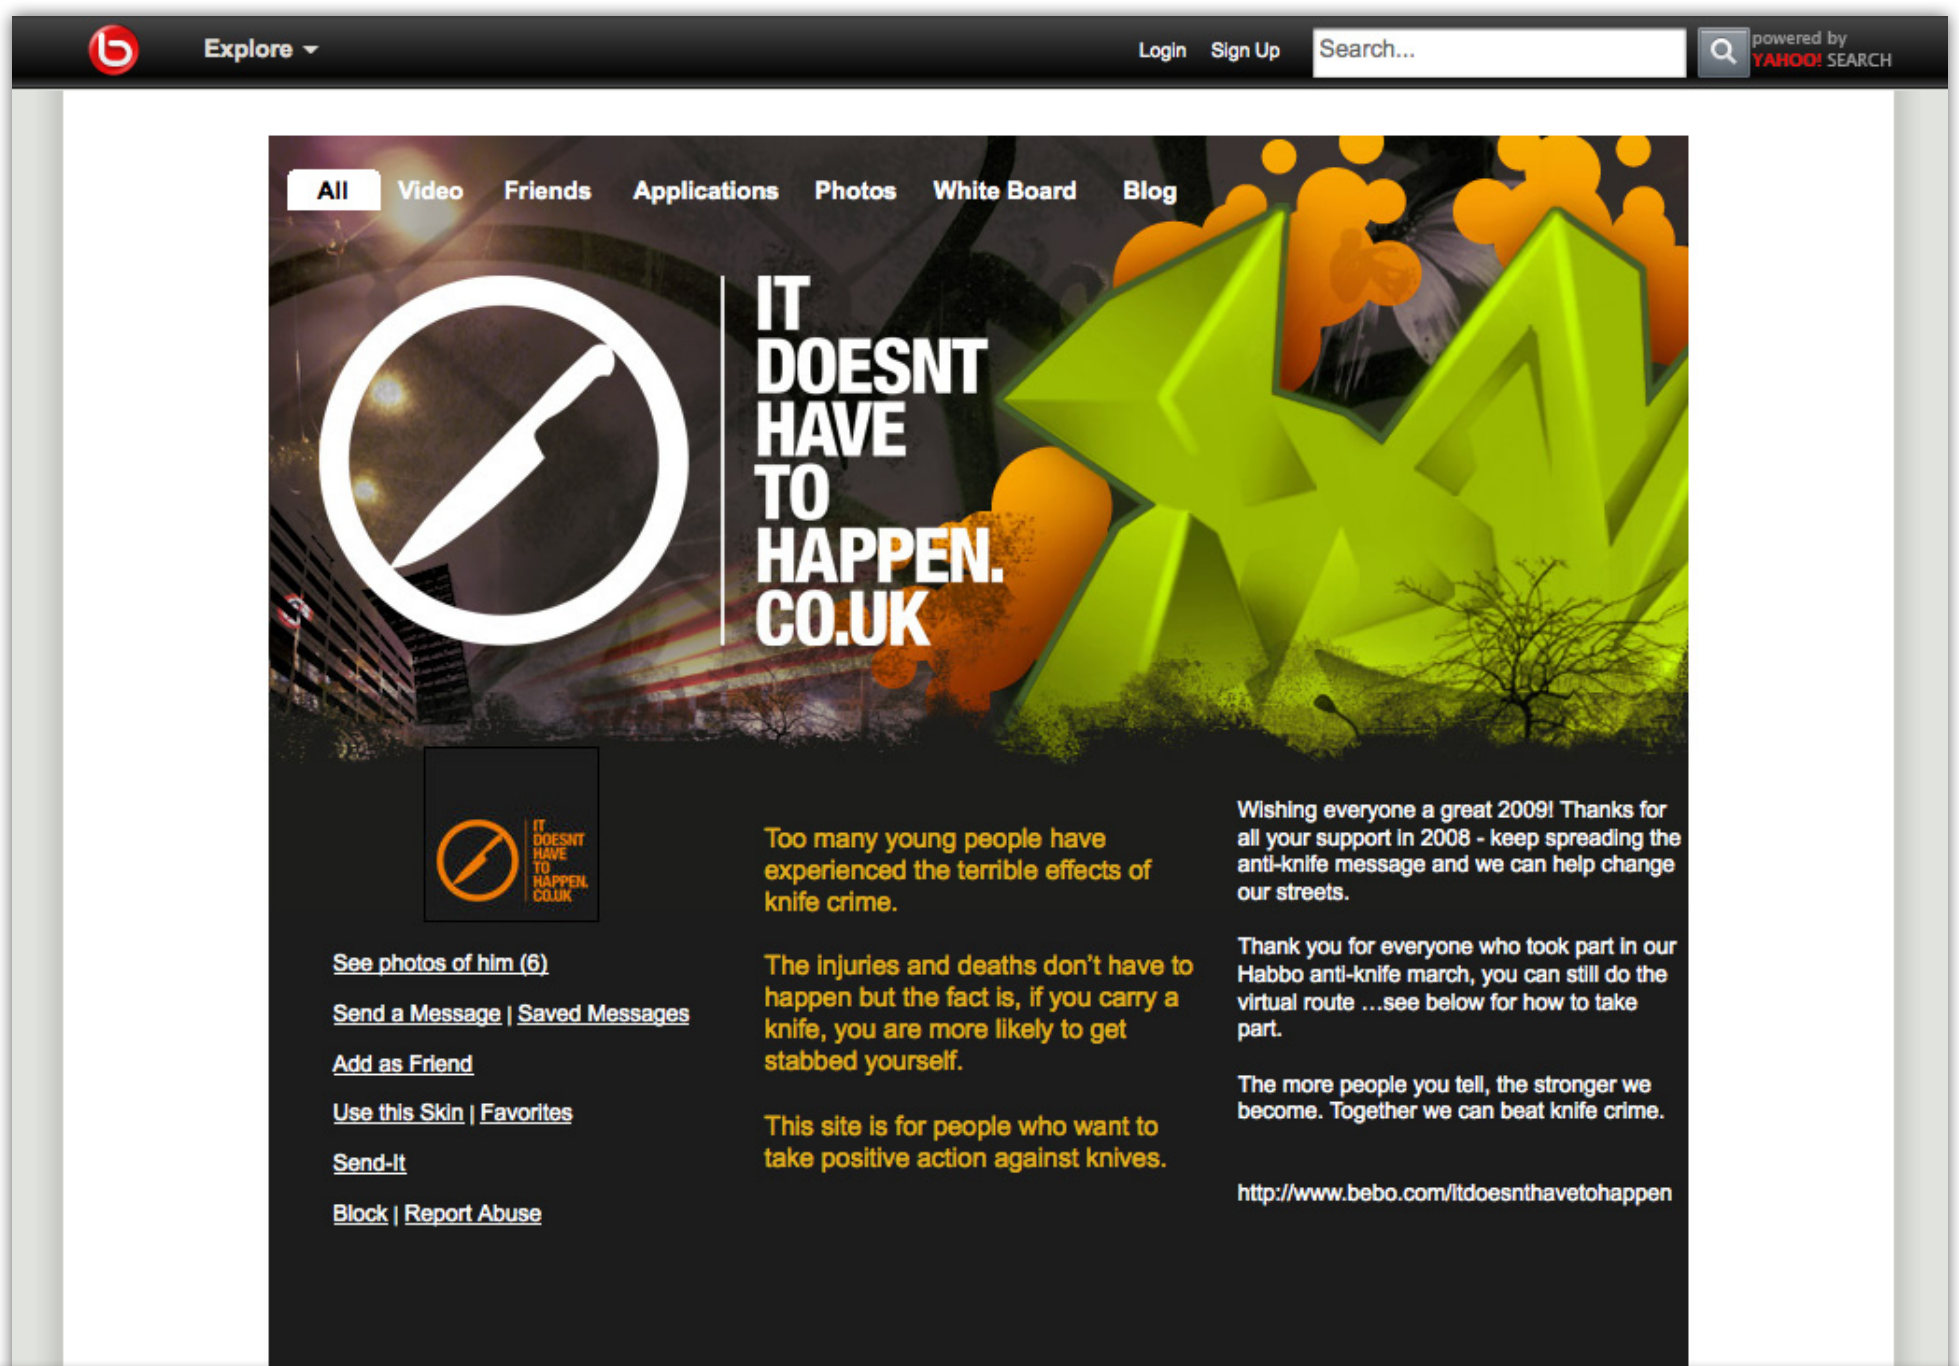 Explore
Login Sign Up Search... powered by
YAHOO! SEARCH
All Video Friends Applications Photos White Board Blog
IT
DOESNT
HAVE
TO
HAPPEN.
CO.UK
IT
DOESNT
HAVE
TO
HAPPEN.
CO.UK
See photos of him (6)
Send a Message | Saved Messages
Add as Friend
Use this Skin | Favorites
Send-It
Block | Report Abuse
Too many young people have
experienced the terrible effects of
knife crime.
The injuries and deaths don't have to
happen but the fact is, if you carry a
knife, you are more likely to get
stabbed yourself.
This site is for people who want to
take positive action against knives.
Wishing everyone a great 2009! Thanks for
all your support in 2008 - keep spreading the
anti-knife message and we can help change
our streets.
Thank you for everyone who took part in our
Habbo anti-knife march, you can still do the
virtual route ...see below for how to take
part.
The more people you tell, the stronger we
become. Together we can beat knife crime.
http://www.bebo.com/itdoesnthavetohappen